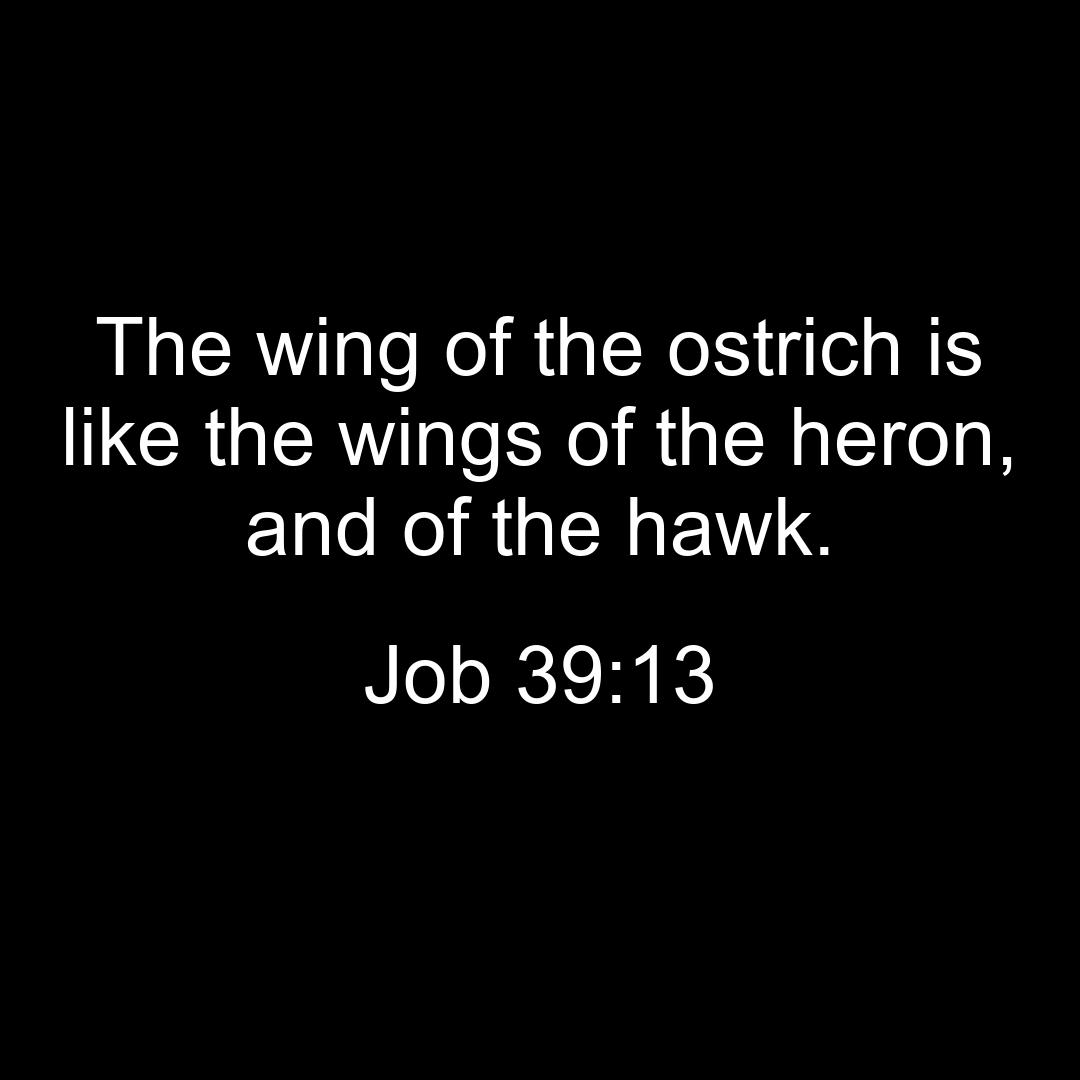 The wing of the ostrich is
like the wings of the heron,
and of the hawk.
Job 39:13